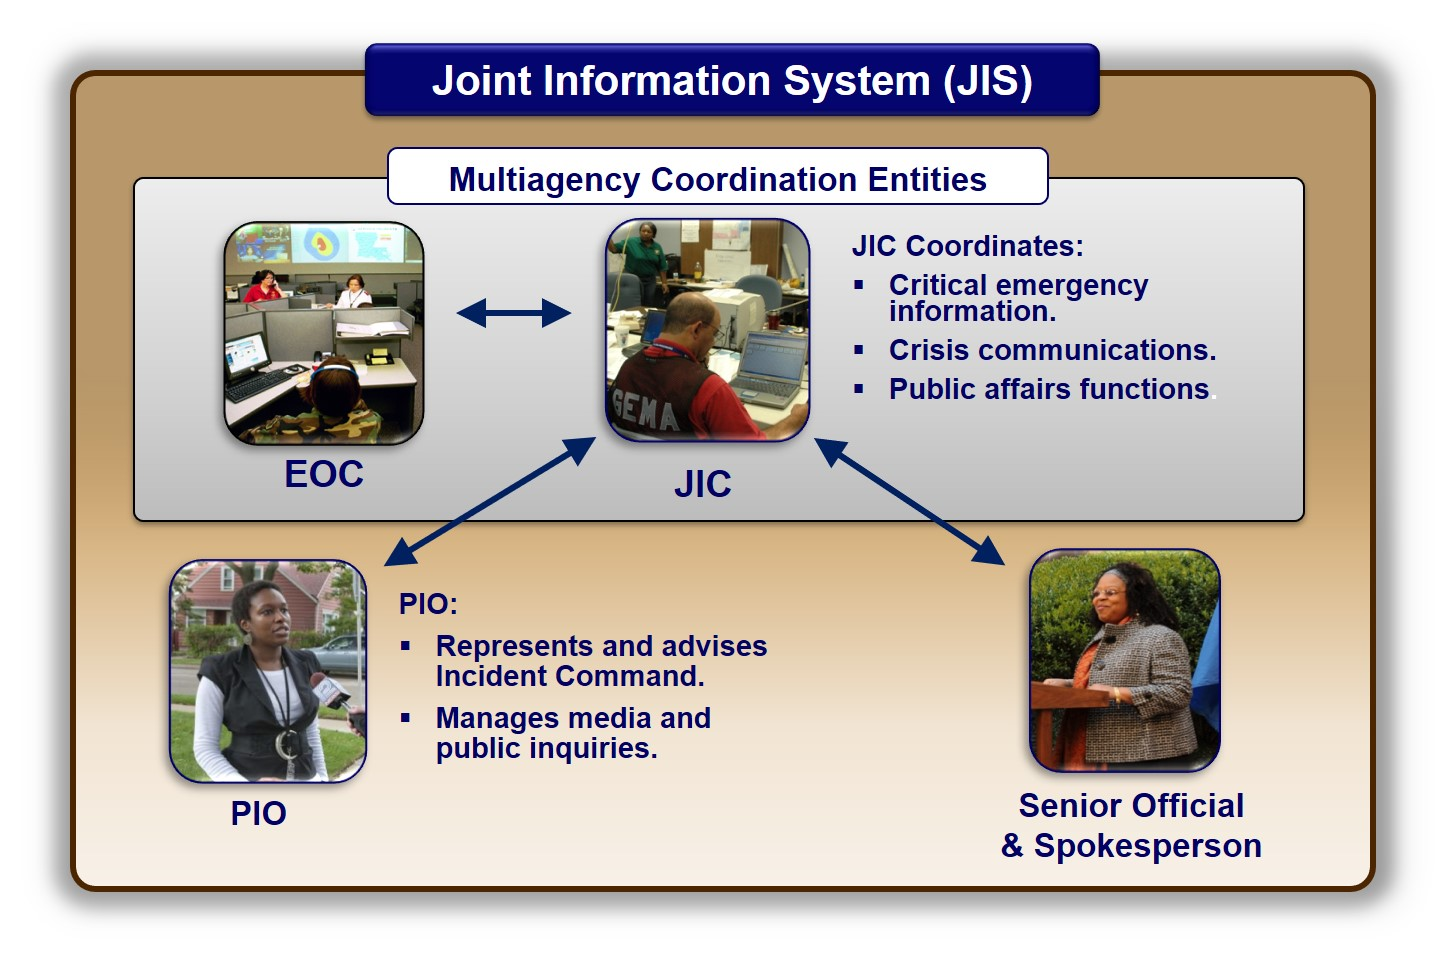 Joint Information System (JIS)
Multiagency Coordination Entities
JIC Coordinates:
▪ Critical emergency
information.
▪ Crisis communications.
▪ Public affairs functions.
GEMA
EOC
JIC
PIO:
▪ Represents and advises
Incident Command.
▪ Manages media and
public inquiries.
PIO
Senior Official
& Spokesperson